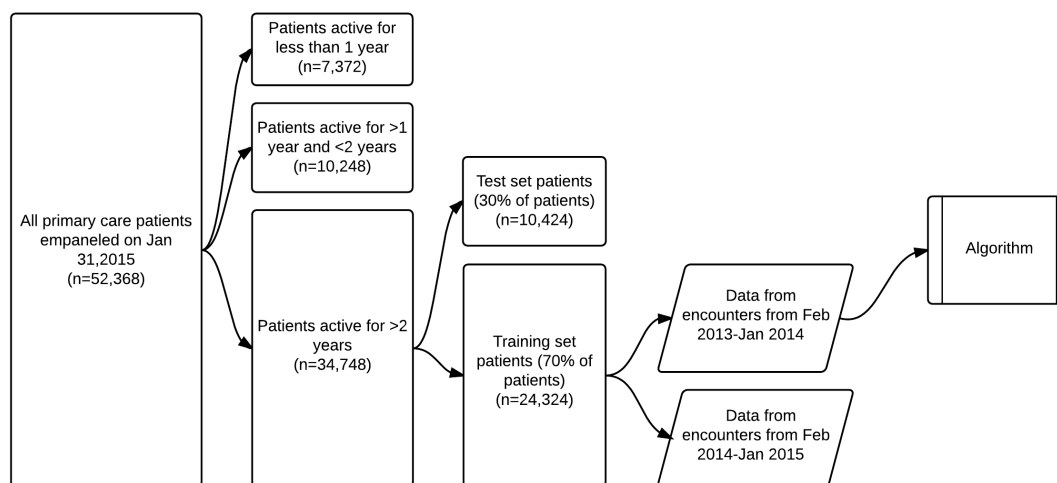 Patients active for
less than 1 year
(n=7,372)
Patients active for >1
year and <2 years
(n=10,248)
All primary care patients
empaneled on Jan
31,2015
(n=52,368)
Patients active for >2
years
(n=34,748)
Test set patients
(30% of patients)
(n=10,424)
Training set
patients (70% of
patients)
(n=24,324)
Data from
encounters from Feb
2013-Jan 2014
Data from
encounters from Feb
2014-Jan 2015
Algorithm